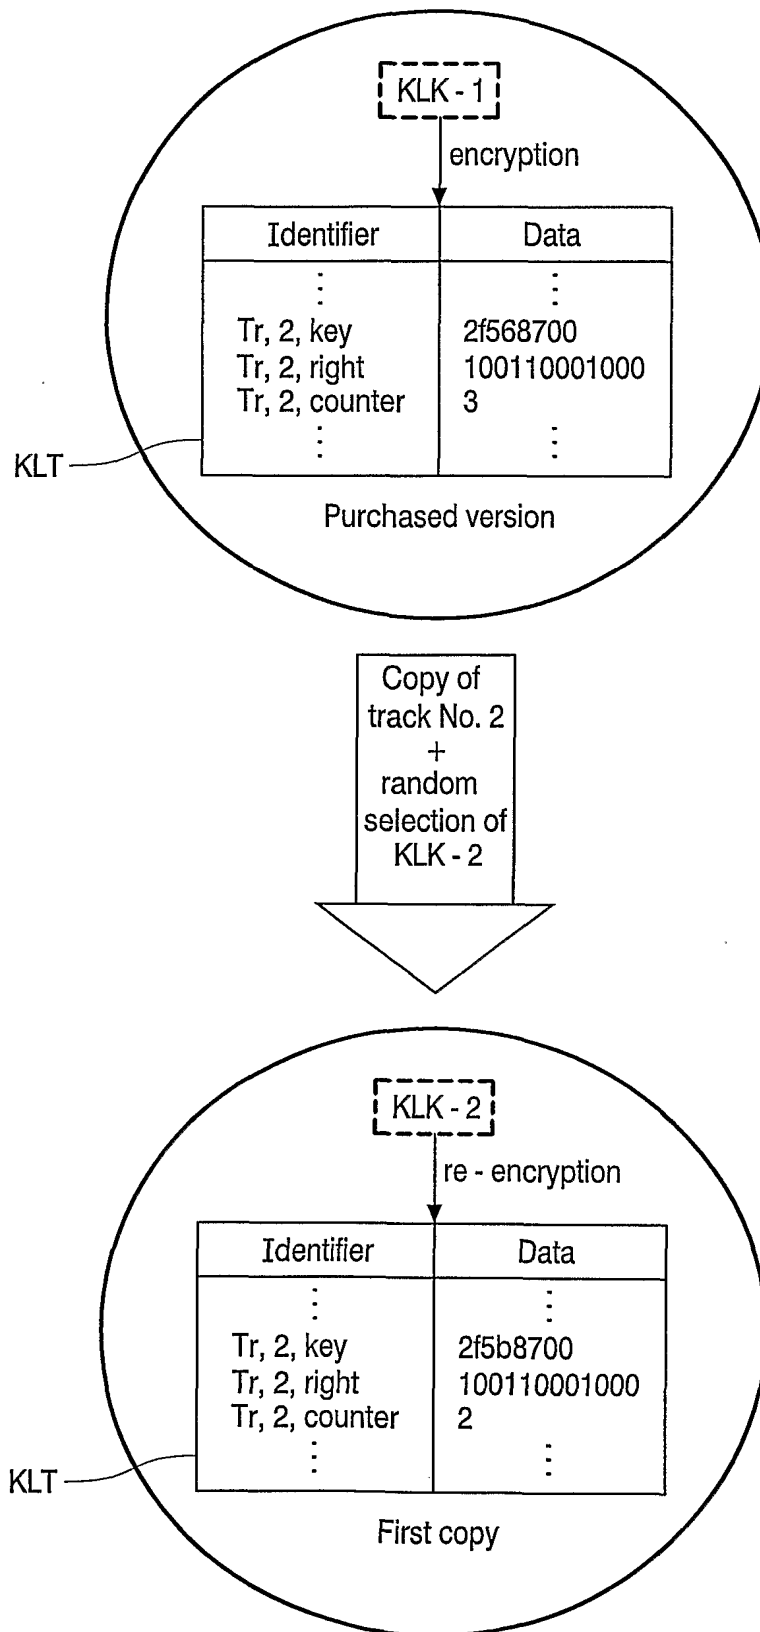 KLK - 1
encryption
Identifier Data
Tr, 2, key 2f568700
Tr, 2, right 100110001000
Tr, 2, counter 3
KLT
Purchased version
Copy of
track No. 2
+
random
selection of
KLK - 2
KLK - 2
re - encryption
Identifier Data
Tr, 2, key 2f5b8700
Tr, 2, right 100110001000
Tr, 2, counter 2
KLT
First copy